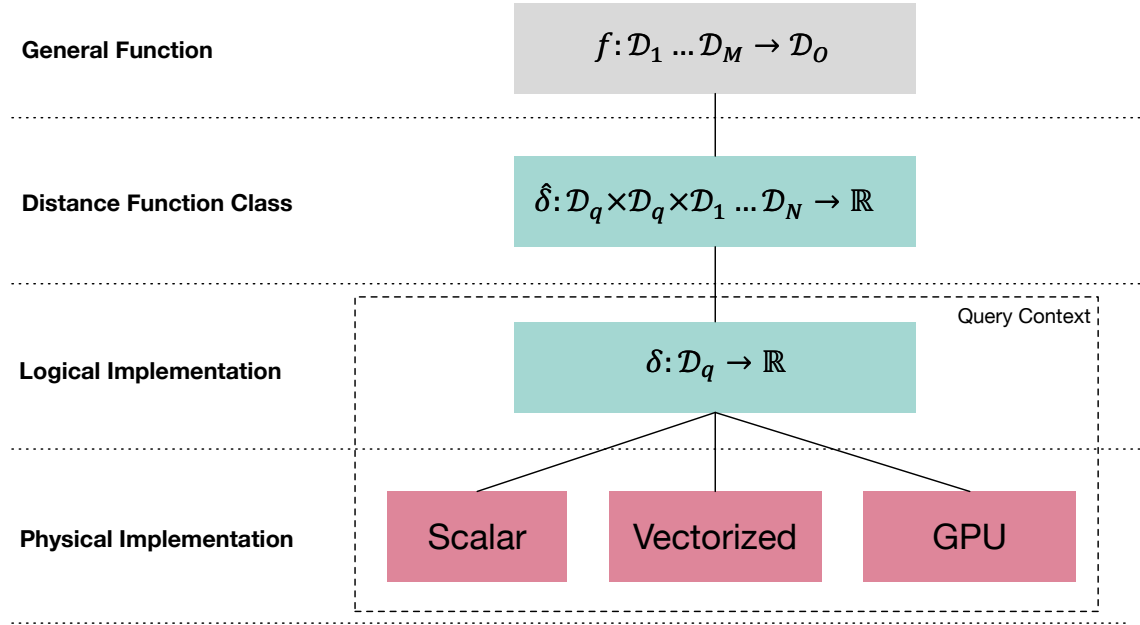 General Function
𝑓: 𝒟₁ … 𝒟_M → 𝒟_O
Distance Function Class
δ̂: 𝒟_q × 𝒟_q × 𝒟₁ … 𝒟_N → ℝ
Query Context
Logical Implementation
δ: 𝒟_q → ℝ
Physical Implementation
Scalar
Vectorized
GPU